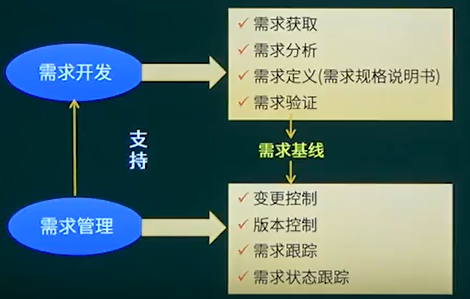 需求开发
✓ 需求获取
✓ 需求分析
✓ 需求定义(需求规格说明书)
✓ 需求验证
支持
需求基线
需求管理
✓ 变更控制
✓ 版本控制
✓ 需求跟踪
✓ 需求状态跟踪